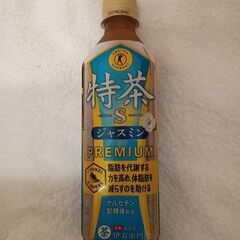 特茶
S
ジャスミン
PREMIUM
脂肪を代謝する
力を高め、体脂肪を
減らすのを助ける
ケルセチン
配糖体配合
茶
伊右衛門